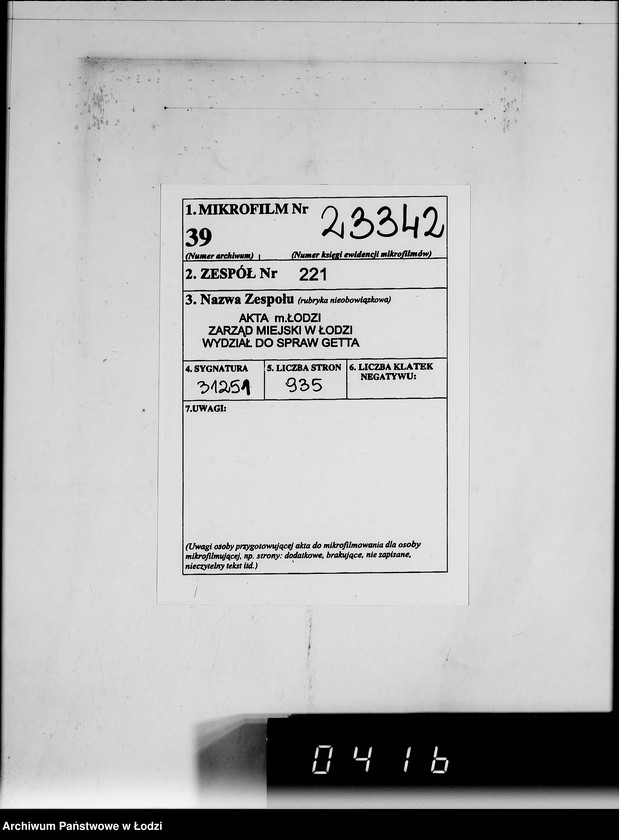 1. MIKROFILM Nr 23342
39
(Numer archiwum) (Numer księgi ewidencji mikrofilmów)
2. ZESPÓŁ Nr 221
3. Nazwa Zespołu (rubryka nieobowiązkowa)
AKTA m.ŁODZI
ZARZĄD MIEJSKI W ŁODZI
WYDZIAŁ DO SPRAW GETTA
4. SYGNATURA 5. LICZBA STRON 6. LICZBA KLATEK
NEGATYWU:
31251 935
7.UWAGI:
(Uwagi osoby przygotowującej akta do mikrofilmowania dla osoby
mikrofilmującej, np. strony: dodatkowe, brakujące, nie zapisane,
nieczytelny tekst itd.)
0416
Archiwum Państwowe w Łodzi